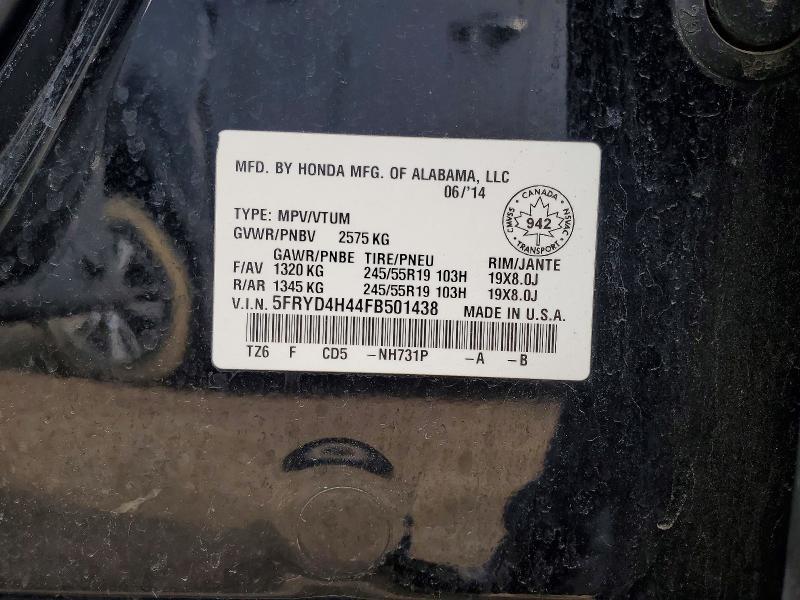 MFD. BY HONDA MFG. OF ALABAMA, LLC
06/'14
TYPE: MPV/VTUM
GVWR/PNBV 2575 KG
CANADA
CMVSS 942 NSVAC
TRANSPORT
GAWR/PNBE TIRE/PNEU RIM/JANTE
F/AV 1320 KG 245/55R19 103H 19X8.0J
R/AR 1345 KG 245/55R19 103H 19X8.0J
V.I.N. 5FRYD4H44FB501438 MADE IN U.S.A.
TZ6 F CD5 -NH731P -A -B